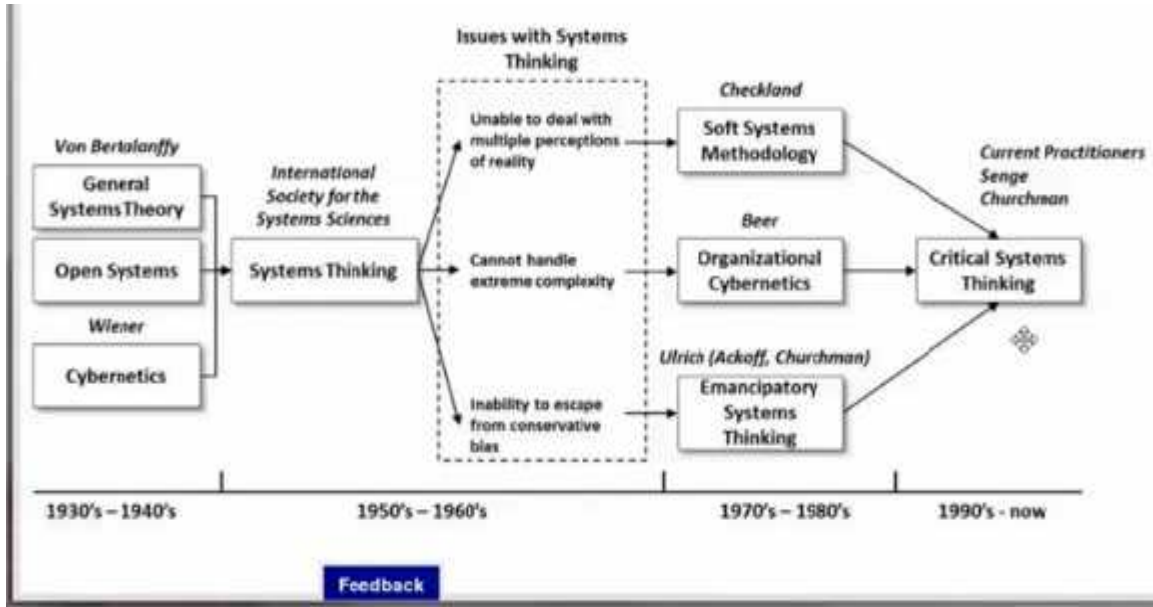 Issues with Systems
Thinking
Von Bertalanffy
General
Systems Theory
Open Systems
Wiener
Cybernetics
International
Society for the
Systems Sciences
Systems Thinking
Unable to deal with
multiple perceptions
of reality
Cannot handle
extreme complexity
Inability to escape
from conservative
bias
Checkland
Soft Systems
Methodology
Beer
Organizational
Cybernetics
Ulrich (Ackoff, Churchman)
Emancipatory
Systems
Thinking
Current Practitioners
Senge
Churchman
Critical Systems
Thinking
1930's – 1940's
1950's – 1960's
1970's – 1980's
1990's - now
Feedback